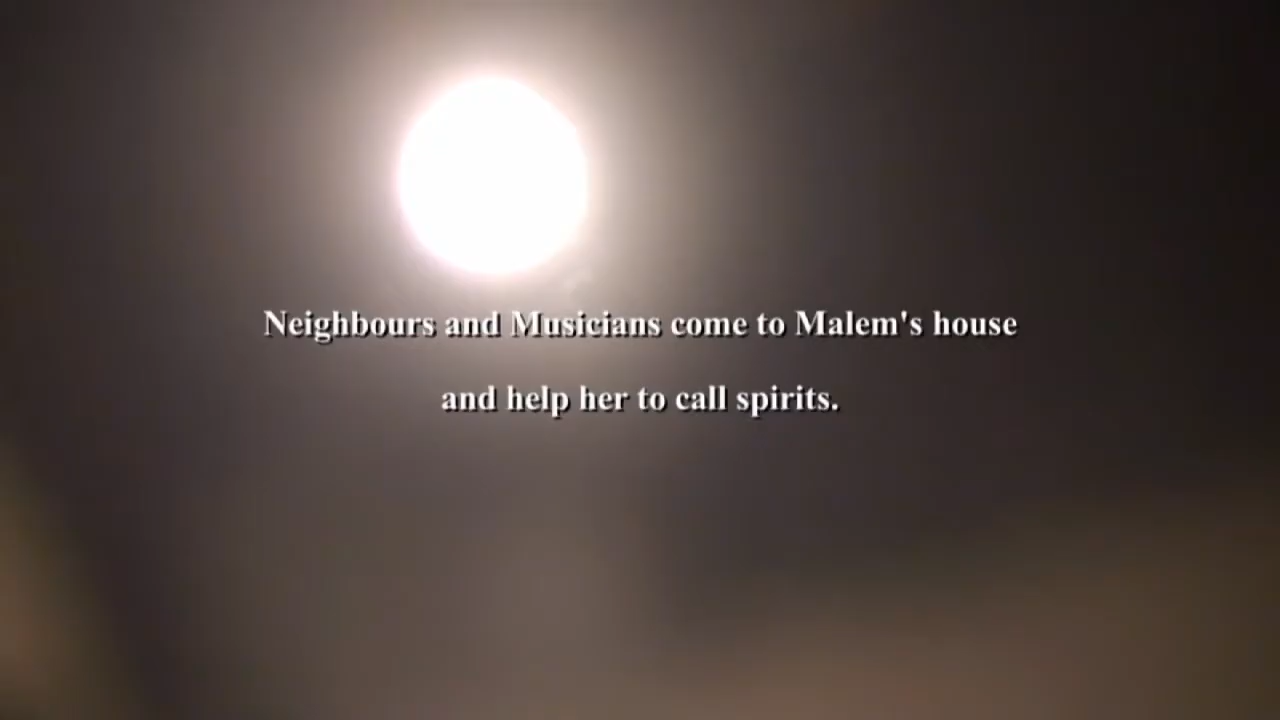 Neighbours and Musicians come to Malem's house
and help her to call spirits.